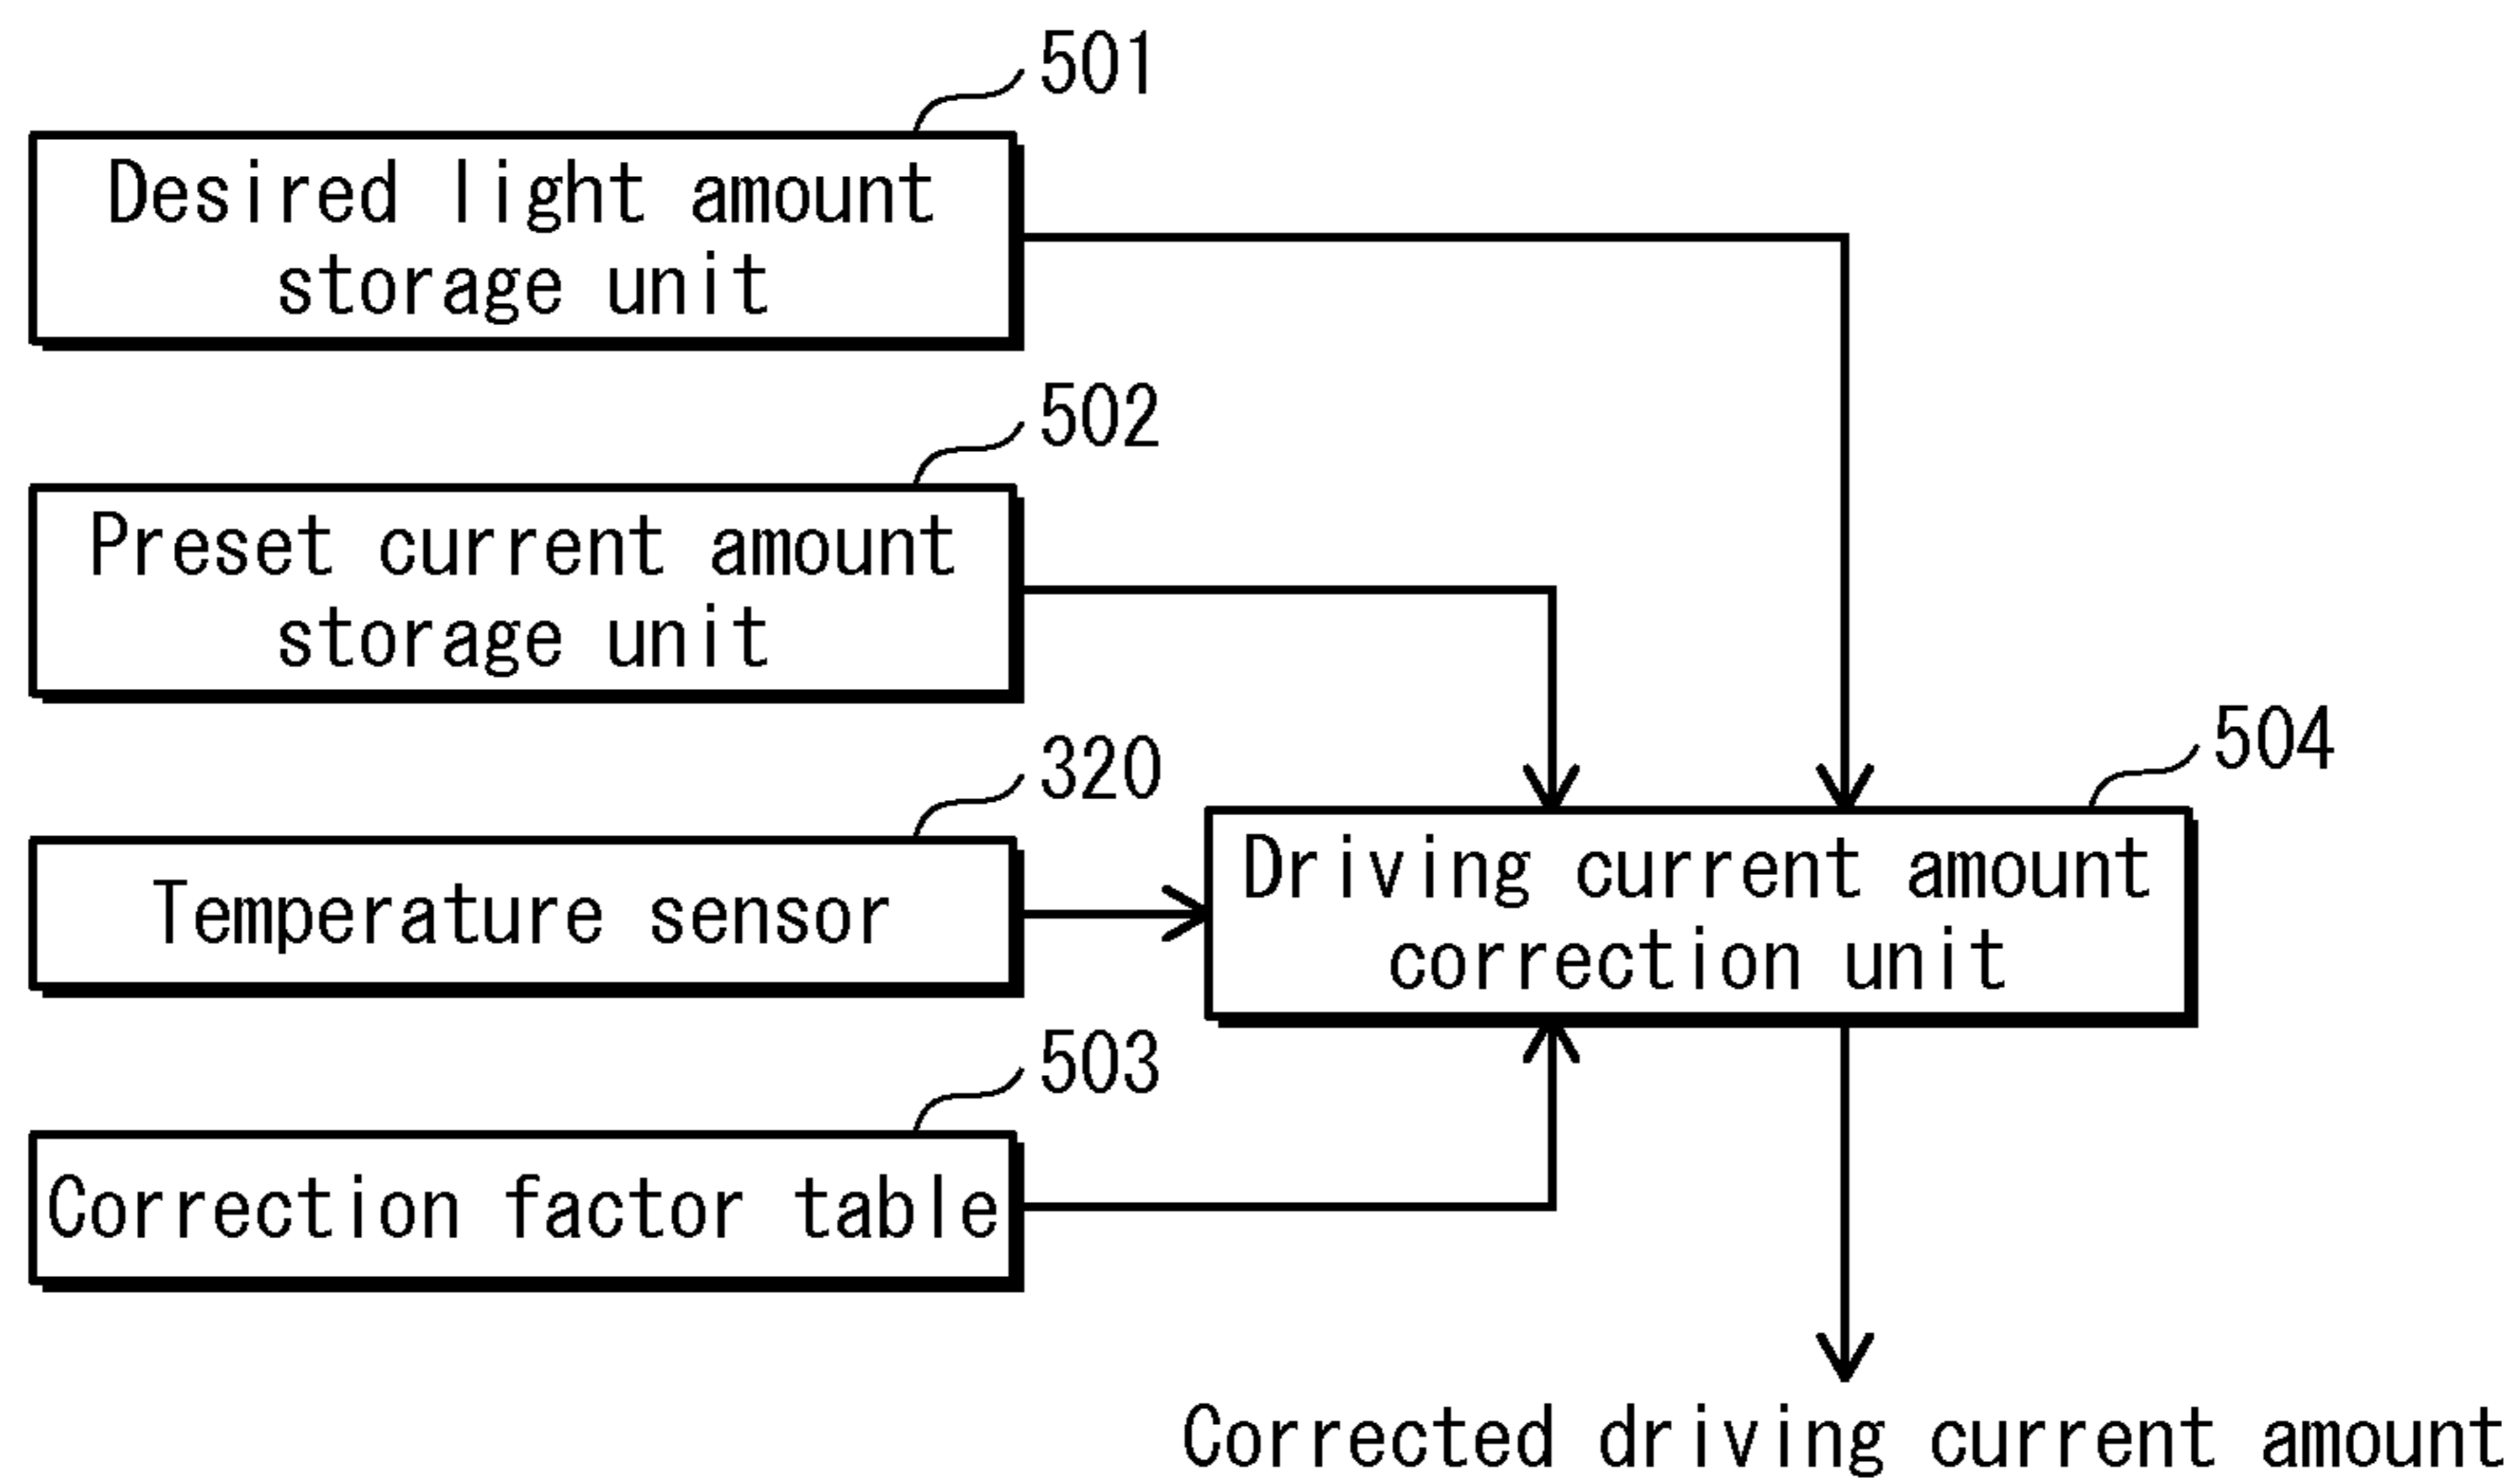 501
Desired light amount
storage unit
502
Preset current amount
storage unit
320
Temperature sensor
504
Driving current amount
correction unit
503
Correction factor table
Corrected driving current amount